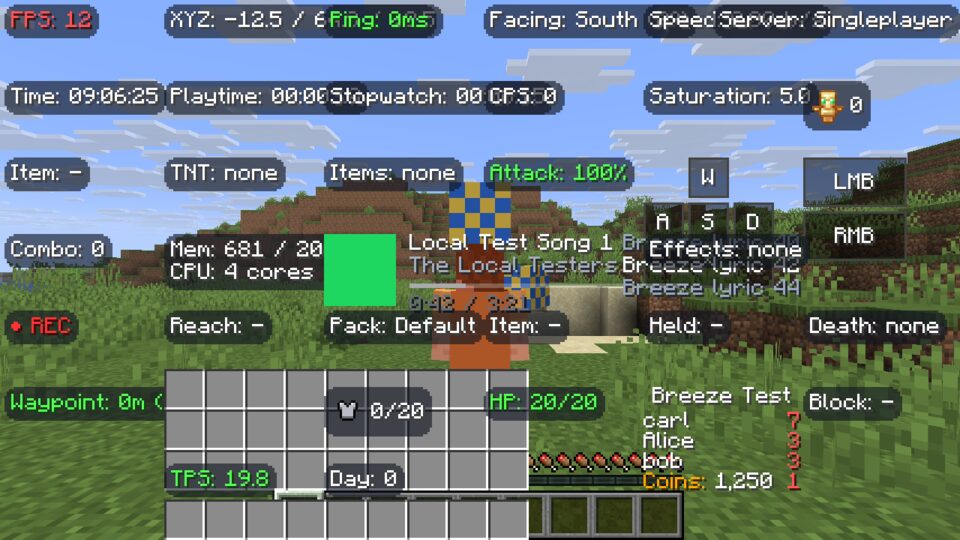 FPS: 12
XYZ: -12.5 / 6
Ping: 0ms
Facing: South
Speed
Server: Singleplayer
Time: 09:06:25
Playtime: 00:00
Stopwatch: 00
CPS: 0
Saturation: 5.0
0
Item: -
TNT: none
Items: none
Attack: 100%
W
LMB
A S D
RMB
Combo: 0
Mem: 681 / 20
CPU: 4 cores
Local Test Song 1
The Local Testers
0:42 / 3:21
Effects: none
Breeze lyric 42
Breeze lyric 44
REC
Reach: -
Pack: Default
Item: -
Held: -
Death: none
Waypoint: 0m (
0/20
HP: 20/20
Breeze Test
carl 7
Alice 3
bob 3
Coins: 1,250 1
Block: -
TPS: 19.8
Day: 0